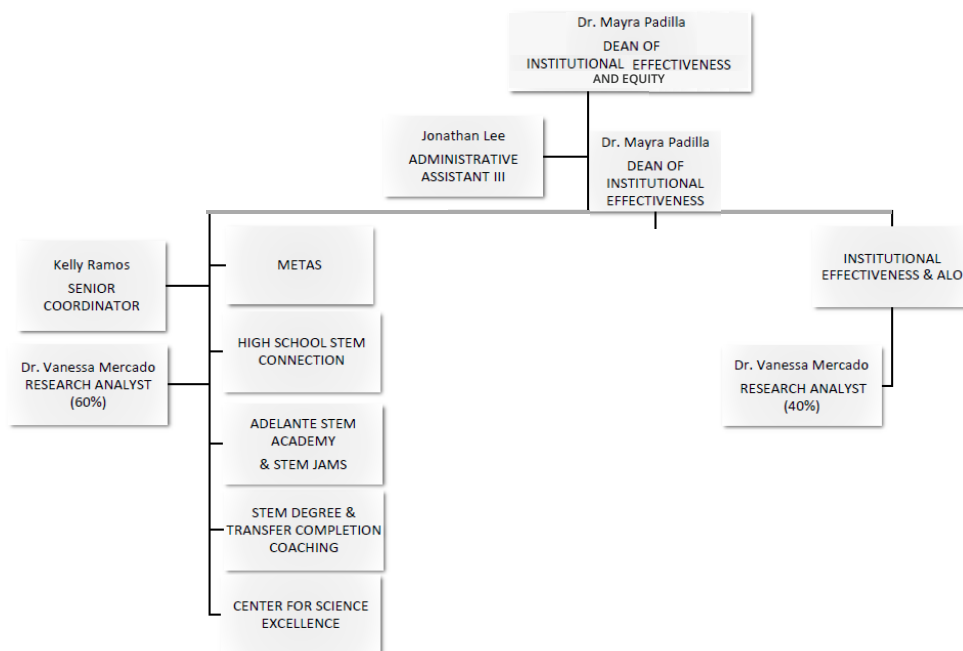 Dr. Mayra Padilla
DEAN OF
INSTITUTIONAL EFFECTIVENESS
AND EQUITY
Jonathan Lee
ADMINISTRATIVE
ASSISTANT III
Dr. Mayra Padilla
DEAN OF
INSTITUTIONAL
EFFECTIVENESS
Kelly Ramos
SENIOR
COORDINATOR
METAS
INSTITUTIONAL
EFFECTIVENESS & ALO
HIGH SCHOOL STEM
CONNECTION
Dr. Vanessa Mercado
RESEARCH ANALYST
(60%)
Dr. Vanessa Mercado
RESEARCH ANALYST
(40%)
ADELANTE STEM
ACADEMY
& STEM JAMS
STEM DEGREE &
TRANSFER COMPLETION
COACHING
CENTER FOR SCIENCE
EXCELLENCE